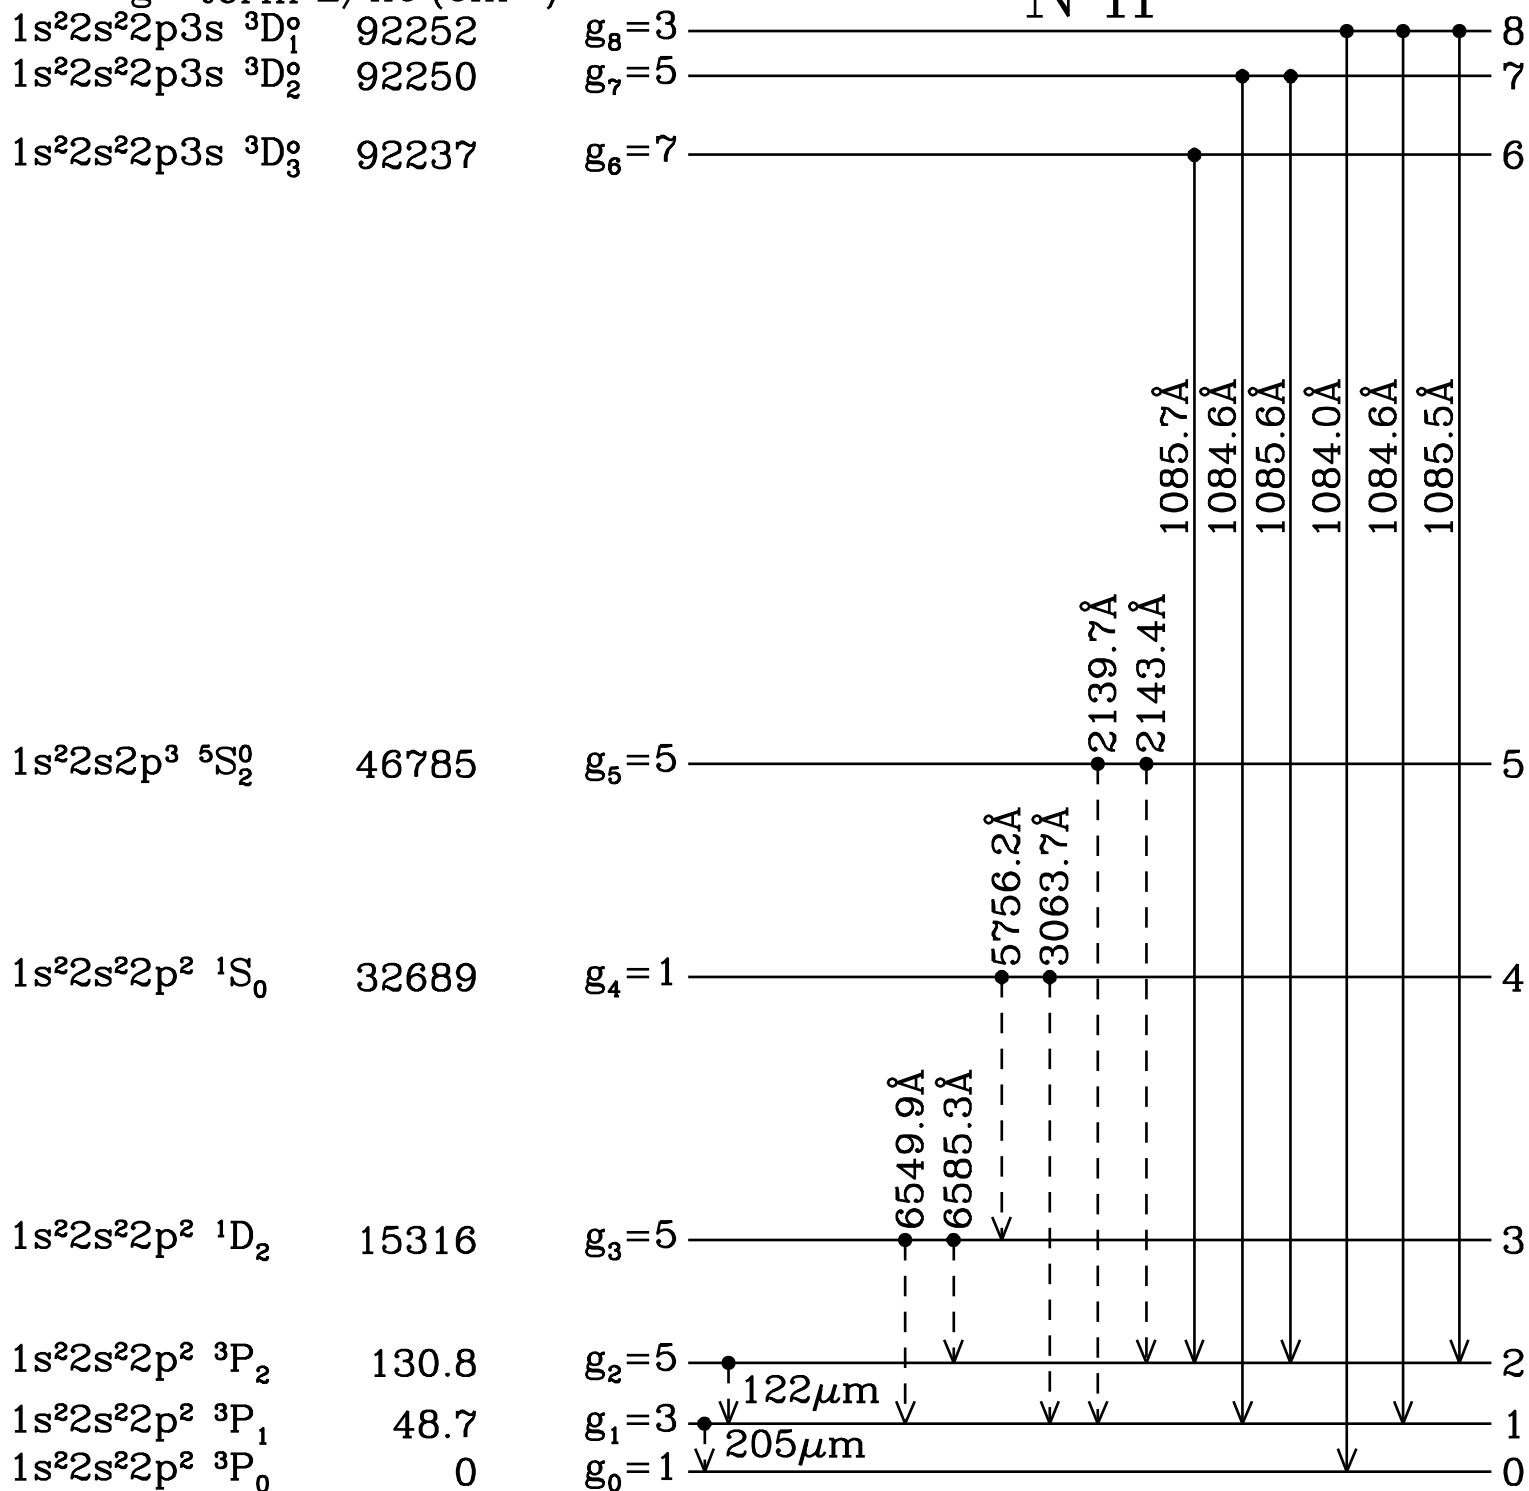 N II
1s²2s²2p3s ³D°₁ 92252 g₈=3 8
1s²2s²2p3s ³D°₂ 92250 g₇=5 7
1s²2s²2p3s ³D°₃ 92237 g₆=7 6
1085.7Å
1084.6Å
1085.6Å
1084.0Å
1084.6Å
1085.5Å
2139.7Å
2143.4Å
1s²2s2p³ ⁵S⁰₂ 46785 g₅=5 5
5756.2Å
3063.7Å
1s²2s²2p² ¹S₀ 32689 g₄=1 4
6549.9Å
6585.3Å
1s²2s²2p² ¹D₂ 15316 g₃=5 3
1s²2s²2p² ³P₂ 130.8 g₂=5 2
122μm
1s²2s²2p² ³P₁ 48.7 g₁=3 1
205μm
1s²2s²2p² ³P₀ 0 g₀=1 0